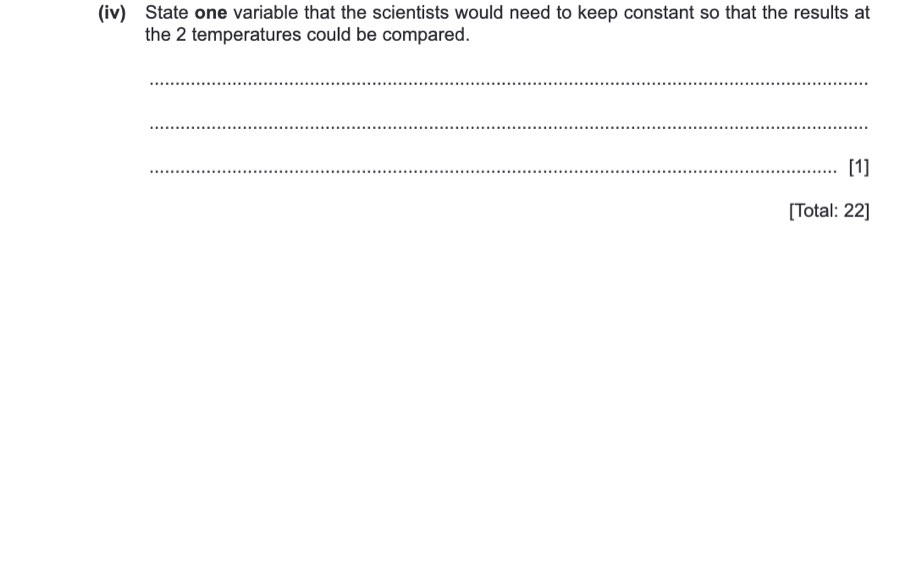 (iv) State one variable that the scientists would need to keep constant so that the results at
the 2 temperatures could be compared.
...................................................................................................................................
...................................................................................................................................
.............................................................................................................................. [1]
[Total: 22]